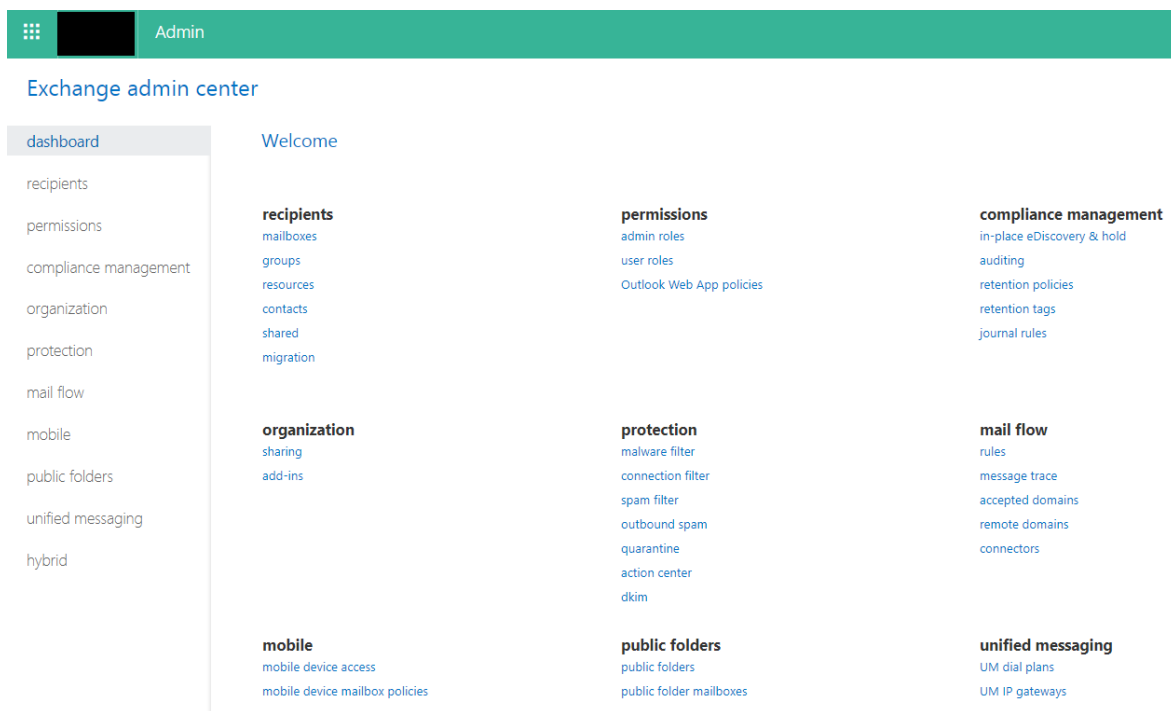 Admin
Exchange admin center
dashboard
recipients
permissions
compliance management
organization
protection
mail flow
mobile
public folders
unified messaging
hybrid
Welcome
recipients
mailboxes
groups
resources
contacts
shared
migration
permissions
admin roles
user roles
Outlook Web App policies
compliance management
in-place eDiscovery & hold
auditing
retention policies
retention tags
journal rules
organization
sharing
add-ins
protection
malware filter
connection filter
spam filter
outbound spam
quarantine
action center
dkim
mail flow
rules
message trace
accepted domains
remote domains
connectors
mobile
mobile device access
mobile device mailbox policies
public folders
public folders
public folder mailboxes
unified messaging
UM dial plans
UM IP gateways